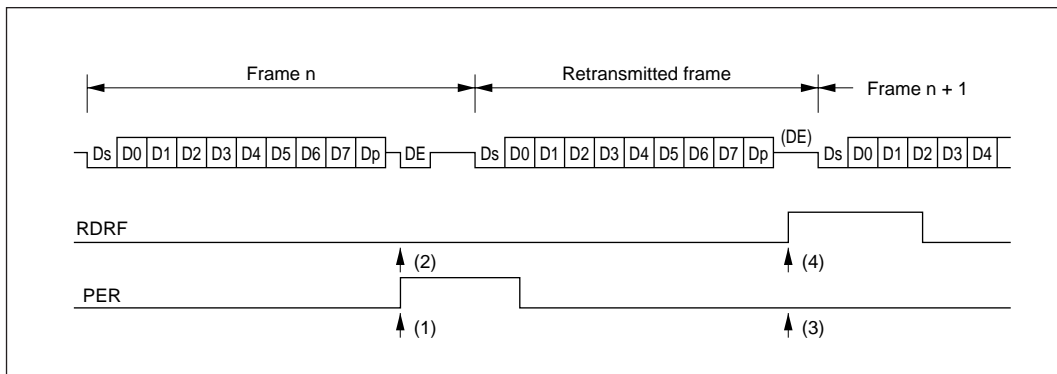 Frame n
Retransmitted frame
Frame n + 1
Ds D0 D1 D2 D3 D4 D5 D6 D7 Dp DE Ds D0 D1 D2 D3 D4 D5 D6 D7 Dp (DE) Ds D0 D1 D2 D3 D4
RDRF
(2) (4)
PER
(1) (3)